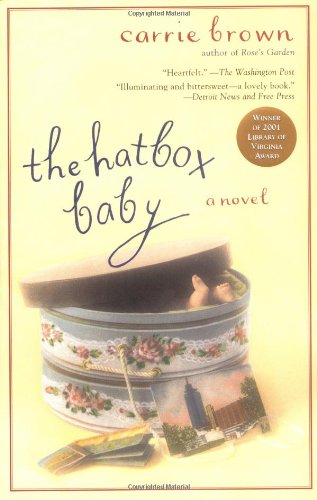 carrie brown
author of Rose's Garden
"Heartfelt."—The Washington Post
"Illuminating and bittersweet—a lovely book."
—Detroit News and Free Press
Winner
of 2001
Library of
Virginia
Award
the hatbox
baby
a novel